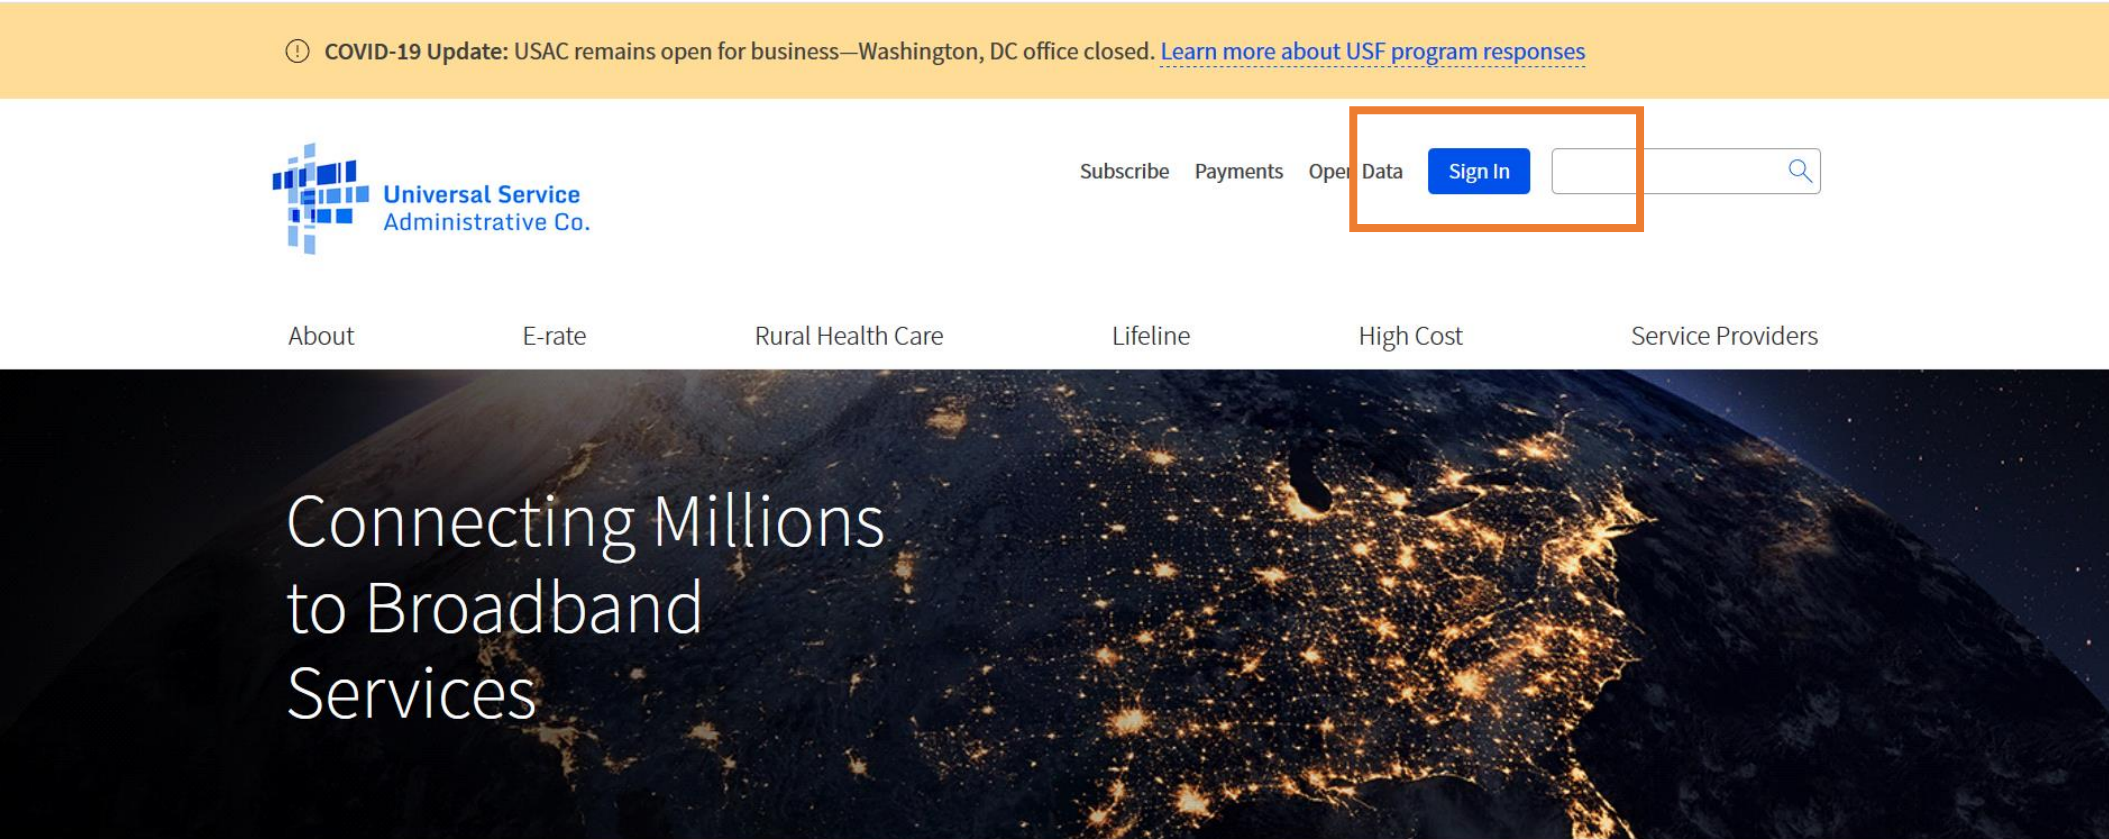 COVID-19 Update: USAC remains open for business—Washington, DC office closed. Learn more about USF program responses
Subscribe Payments Open Data Sign In
Universal Service
Administrative Co.
About E-rate Rural Health Care Lifeline High Cost Service Providers
Connecting Millions
to Broadband
Services